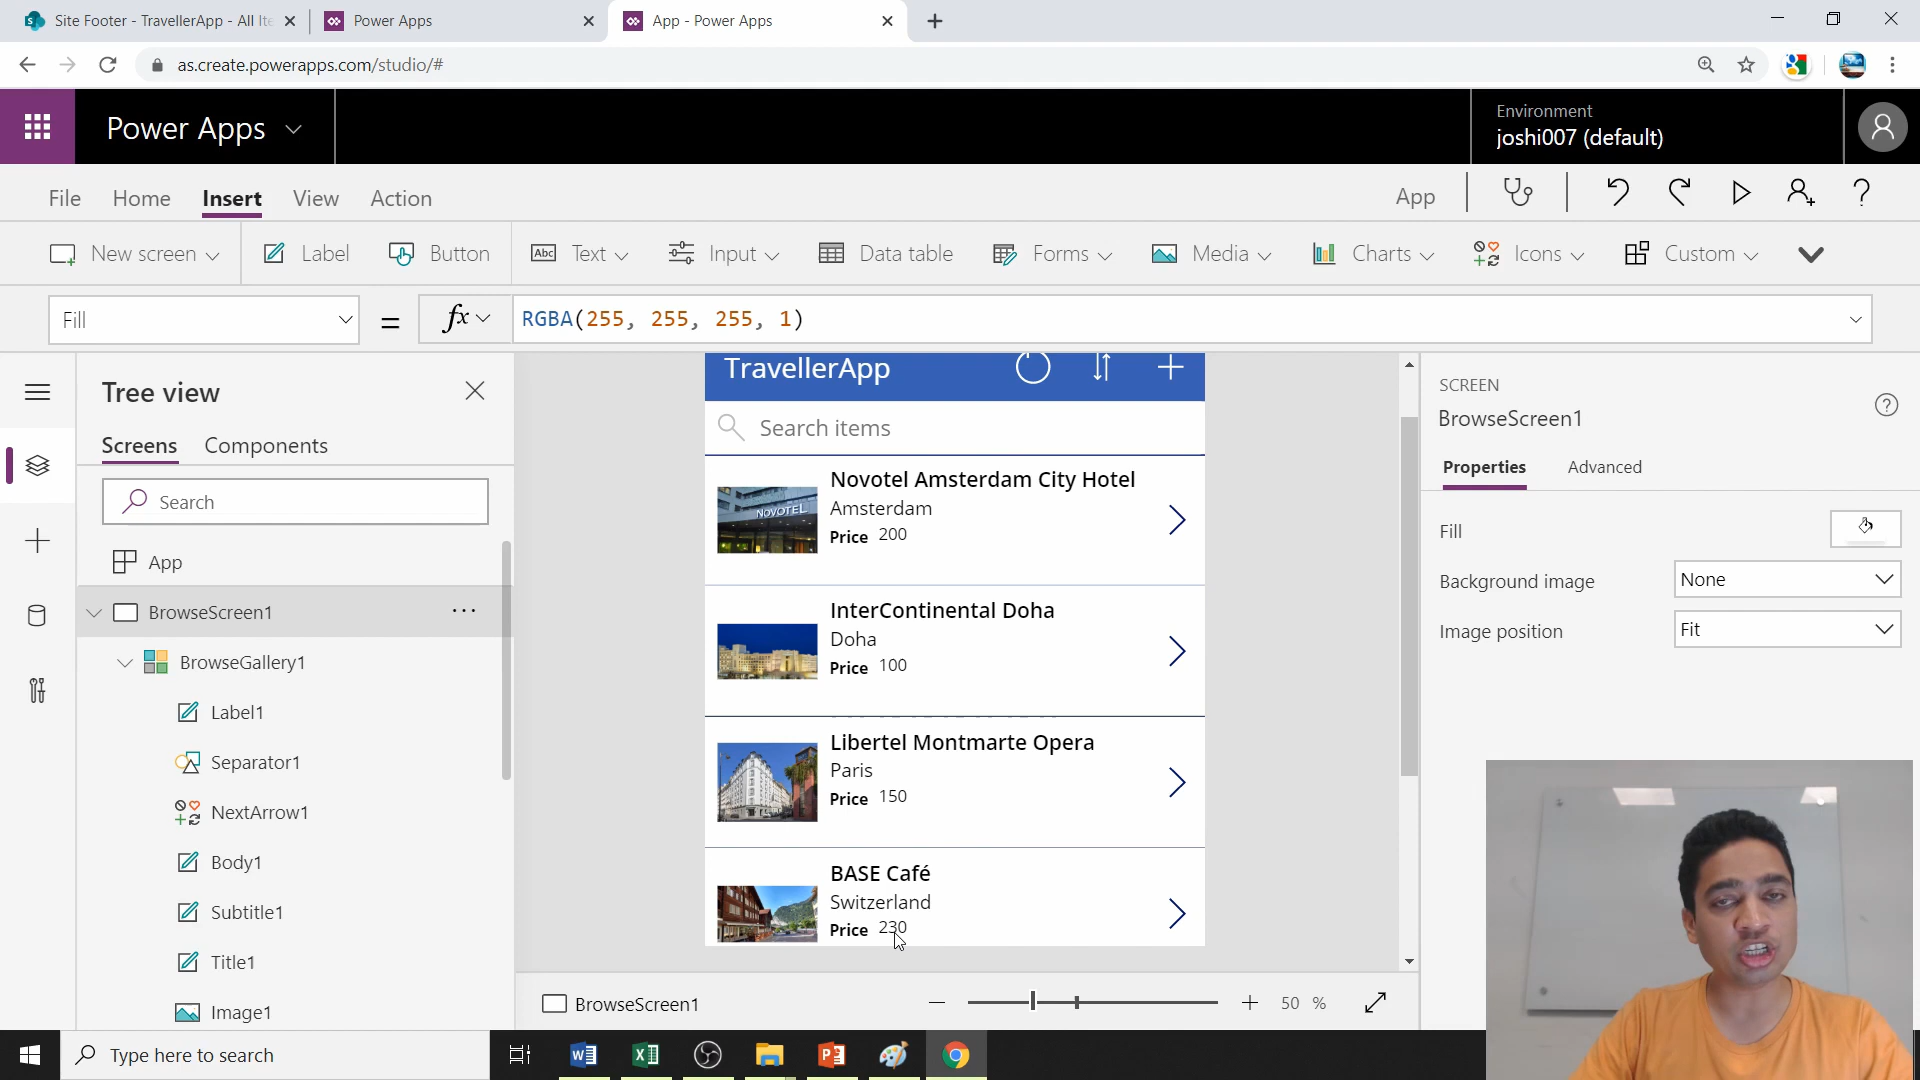 Site Footer - TravellerApp - All Ite
Power Apps
App - Power Apps
as.create.powerapps.com/studio/#
Power Apps
Environment
joshi007 (default)
File Home Insert View Action
App
New screen
Label
Button
Abc Text
Input
Data table
Forms
Media
Charts
Icons
Custom
Fill
=
fx
RGBA(255, 255, 255, 1)
Tree view
Screens Components
Search
App
BrowseScreen1
BrowseGallery1
Label1
Separator1
NextArrow1
Body1
Subtitle1
Title1
Image1
TravellerApp
Search items
NOVOTEL
Novotel Amsterdam City Hotel
Amsterdam
Price 200
InterContinental Doha
Doha
Price 100
Libertel Montmarte Opera
Paris
Price 150
BASE Café
Switzerland
Price 230
BrowseScreen1
50 %
SCREEN
BrowseScreen1
Properties Advanced
Fill
Background image None
Image position Fit
Type here to search